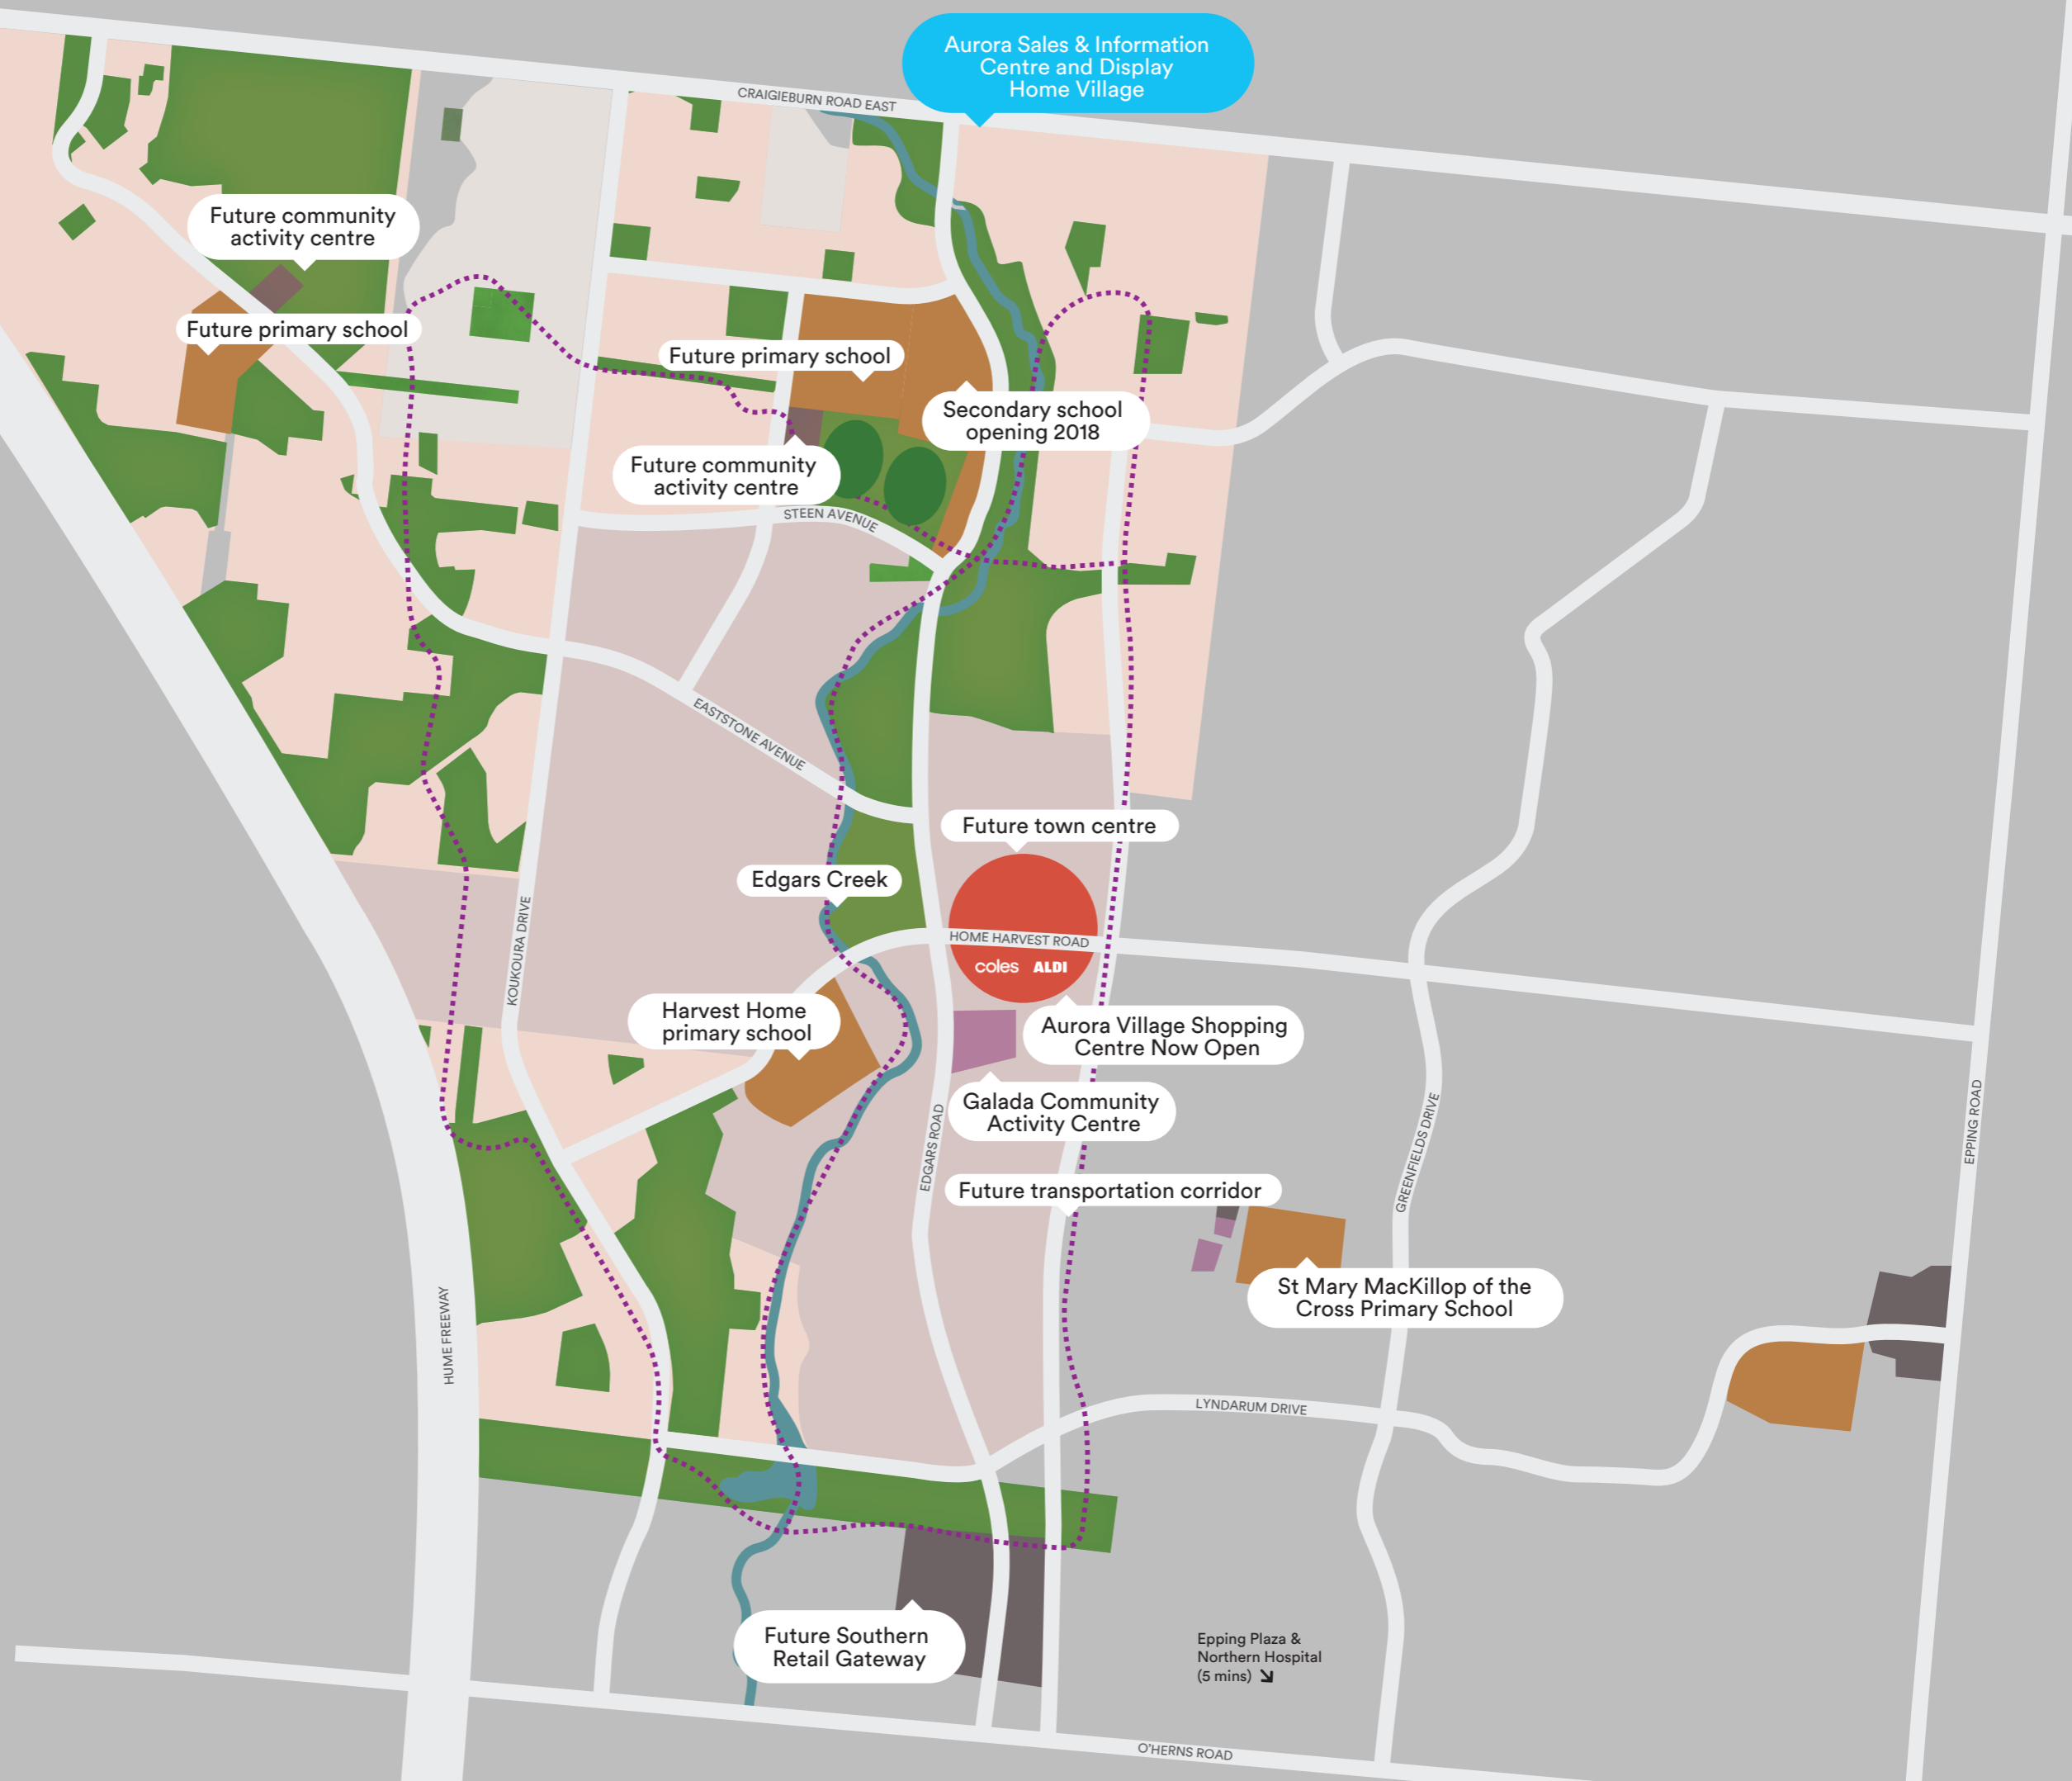 Aurora Sales & Information
Centre and Display
Home Village
CRAIGIEBURN ROAD EAST
Future community
activity centre
Future primary school
Future primary school
Secondary school
opening 2018
Future community
activity centre
STEEN AVENUE
EASTSTONE AVENUE
Future town centre
Edgars Creek
HOME HARVEST ROAD
coles ALDI
KOUKOURA DRIVE
Harvest Home
primary school
Aurora Village Shopping
Centre Now Open
Galada Community
Activity Centre
EDGARS ROAD
GREENFIELDS DRIVE
EPPING ROAD
Future transportation corridor
St Mary MacKillop of the
Cross Primary School
HUME FREEWAY
LYNDARUM DRIVE
Future Southern
Retail Gateway
Epping Plaza &
Northern Hospital
(5 mins)
O'HERNS ROAD